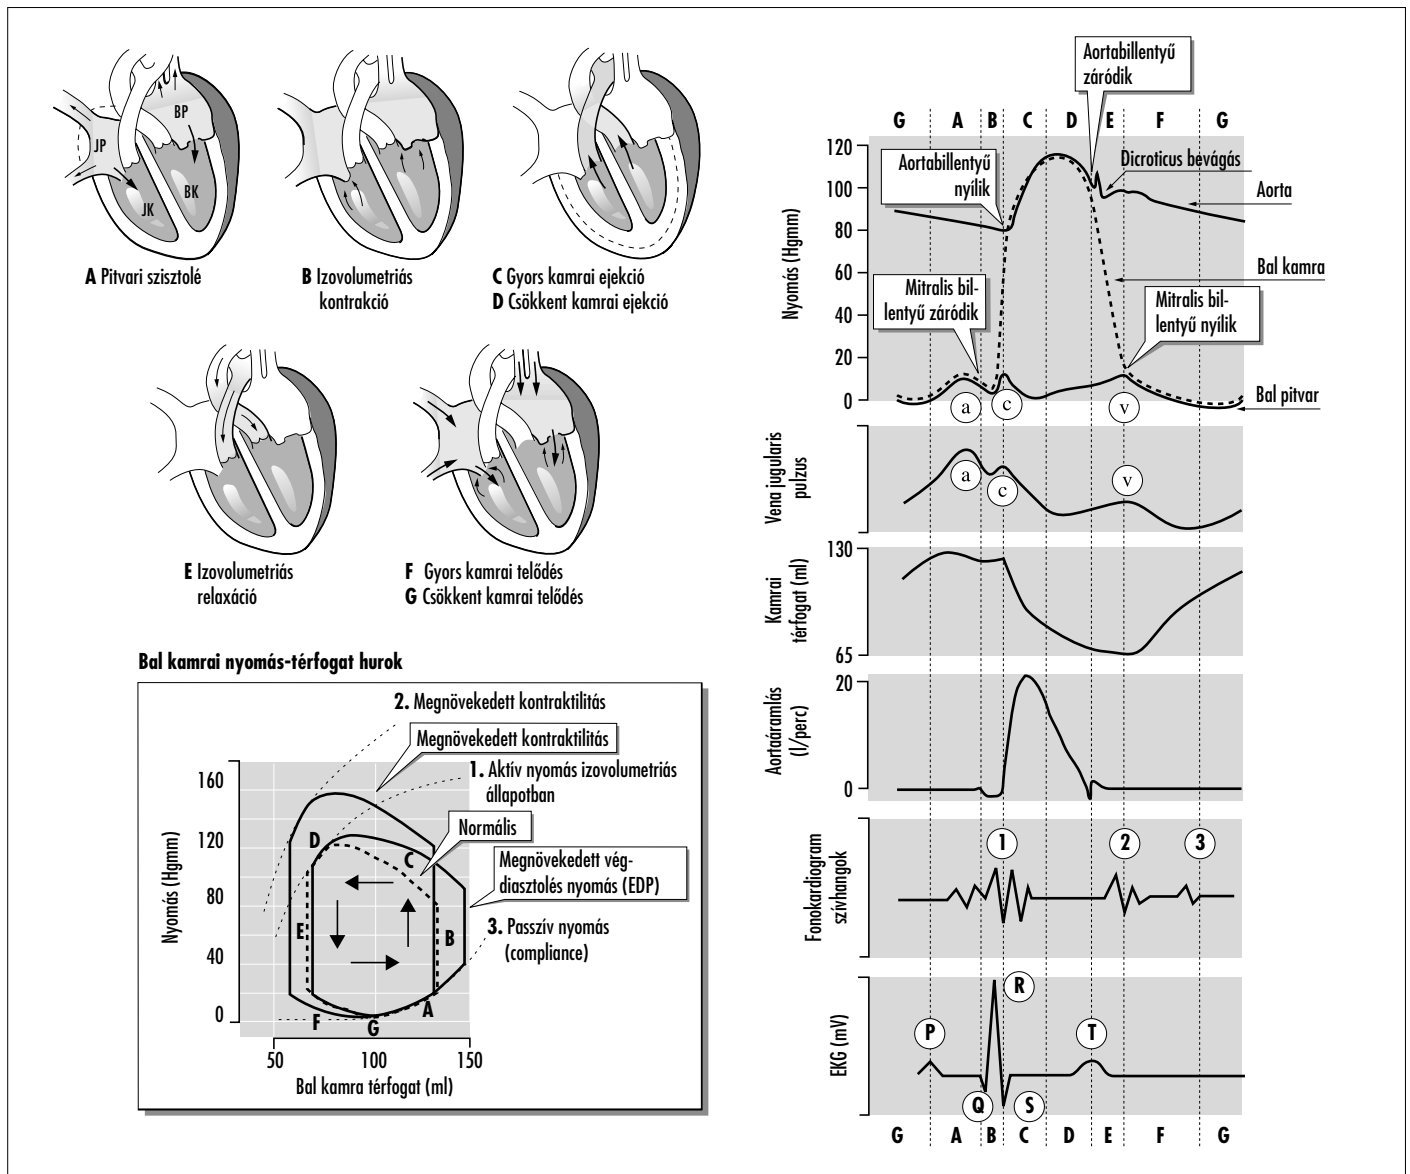 JP
BP
JK
BK
A Pitvari szisztolé
B Izovolumetriás
kontrakció
C Gyors kamrai ejekció
D Csökkent kamrai ejekció
E Izovolumetriás
relaxáció
F Gyors kamrai telődés
G Csökkent kamrai telődés
Bal kamrai nyomás-térfogat hurok
2. Megnövekedett kontraktilitás
Megnövekedett kontraktilitás
1. Aktív nyomás izovolumetriás
állapotban
Normális
Megnövekedett vég-
diasztolés nyomás (EDP)
3. Passzív nyomás
(compliance)
Nyomás (Hgmm)
160
120
80
40
0
D
C
E
B
F
G
A
50 100 150
Bal kamra térfogat (ml)
Aortabillentyű
záródik
G A B C D E F G
Nyomás (Hgmm)
120
100
80
60
40
20
0
Aortabillentyű
nyílik
Dicroticus bevágás
Aorta
Bal kamra
Mitralis bil-
lentyű záródik
Mitralis bil-
lentyű nyílik
Bal pitvar
a c v
Vena jugularis
pulzus
a c v
Kamrai
térfogat (ml)
130
65
Aortaáramlás
(l/perc)
20
0
Fonokardiogram
szívhangok
1 2 3
EKG (mV)
P
R
T
Q
S
G A B C D E F G